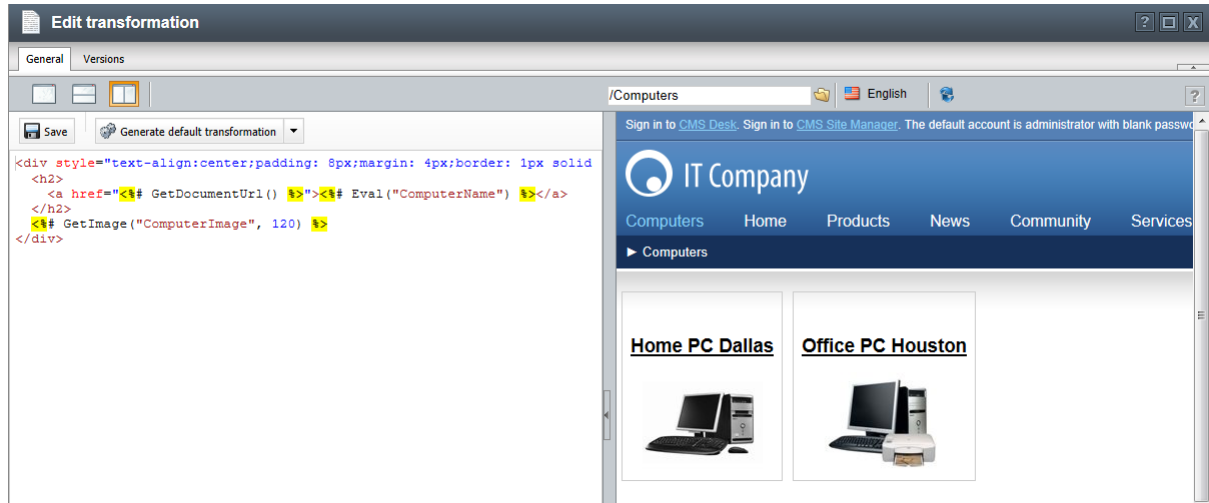 Edit transformation
? X
General Versions
/Computers English ?
Save Generate default transformation
<div style="text-align:center;padding: 8px;margin: 4px;border: 1px solid
<h2>
<a href="<%# GetDocumentUrl() %>"><%# Eval("ComputerName") %></a>
</h2>
<%# GetImage("ComputerImage", 120) %>
</div>
Sign in to CMS Desk. Sign in to CMS Site Manager. The default account is administrator with blank passwo
IT Company
Computers Home Products News Community Services
► Computers
Home PC Dallas Office PC Houston